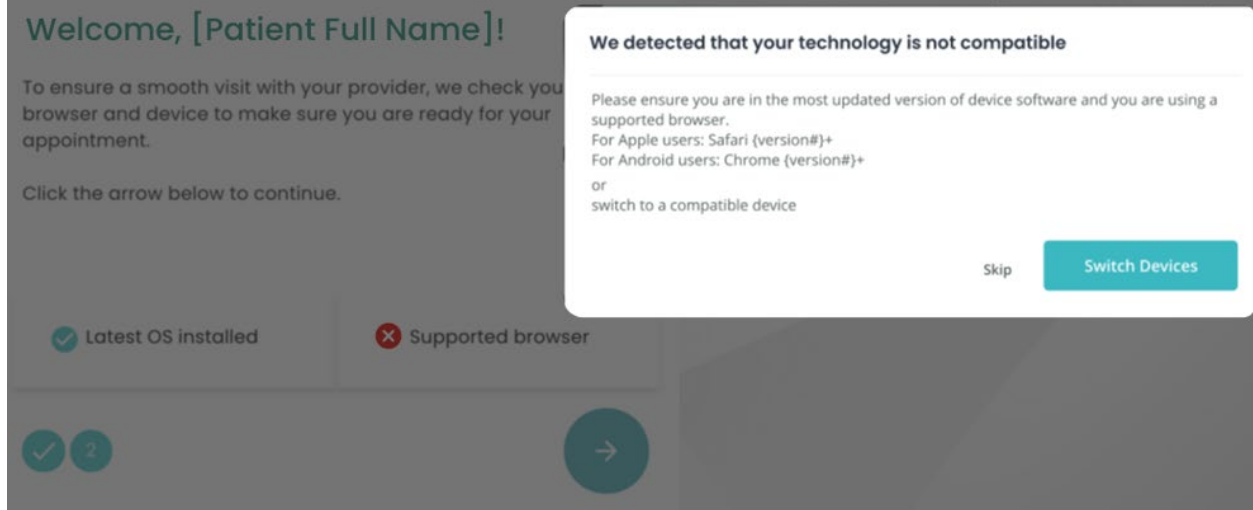 Welcome, [Patient Full Name]!
To ensure a smooth visit with your provider, we check you
browser and device to make sure you are ready for your
appointment.
Click the arrow below to continue.
Latest OS installed
Supported browser
2
We detected that your technology is not compatible
Please ensure you are in the most updated version of device software and you are using a
supported browser.
For Apple users: Safari {version#}+
For Android users: Chrome {version#}+
or
switch to a compatible device
Skip
Switch Devices